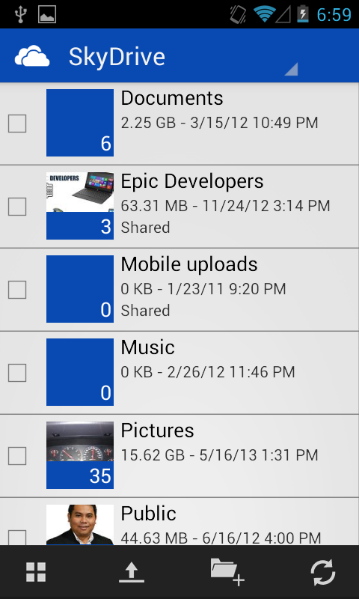 6:59
SkyDrive
Documents
2.25 GB - 3/15/12 10:49 PM
6
DEVELOPERS
Epic Developers
63.31 MB - 11/24/12 3:14 PM
3
Shared
Mobile uploads
0 KB - 1/23/11 9:20 PM
0
Shared
Music
0 KB - 2/26/12 11:46 PM
0
Pictures
15.62 GB - 5/16/13 1:31 PM
35
Public
44.63 MB - 6/16/12 4:00 PM